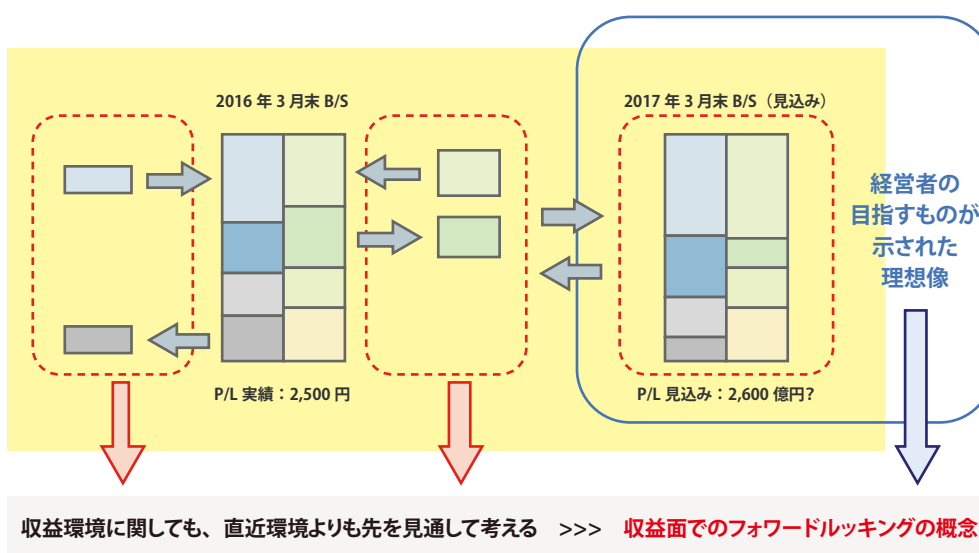 2016 年 3 月末 B/S
2017 年 3 月末 B/S（見込み）
経営者の
目指すものが
示された
理想像
P/L 実績：2,500 円
P/L 見込み：2,600 億円?
収益環境に関しても、直近環境よりも先を見通して考える >>> 収益面でのフォワードルッキングの概念